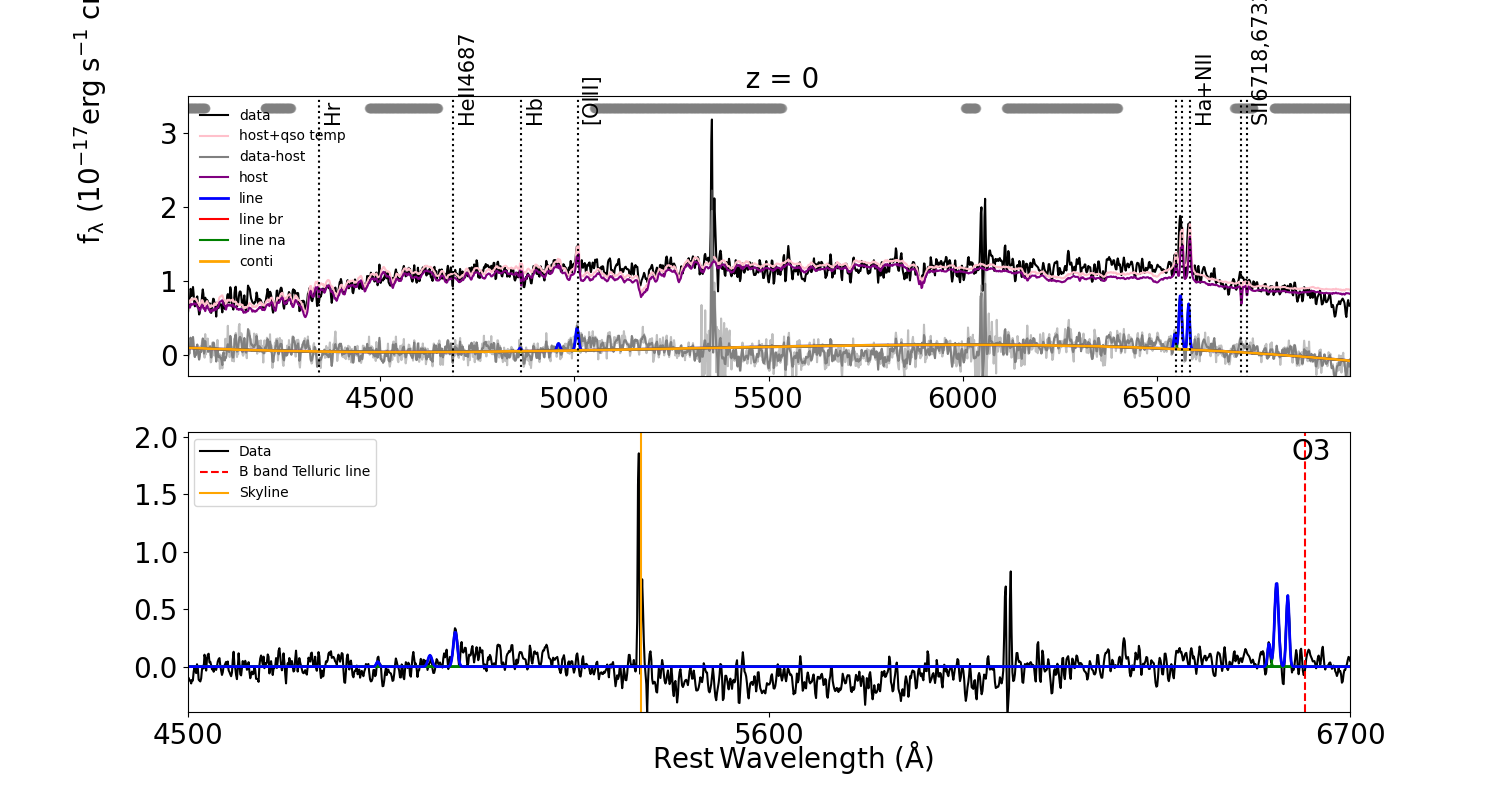 z = 0
f_λ (10^−17 erg s^−1
Hr
HeII4687
Hb
[OIII]
Ha+NII
SII6718,673
data
host+qso temp
data-host
host
line
line br
line na
conti
3
2
1
0
4500 5000 5500 6000 6500
Data
B band Telluric line
Skyline
O3
2.0
1.5
1.0
0.5
0.0
4500 5600 6700
Rest Wavelength (Å)